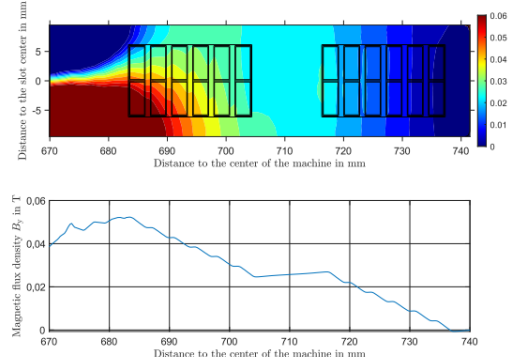 Distance to the slot center in mm
5
0
-5
670 680 690 700 710 720 730 740
Distance to the center of the machine in mm
0.06
0.05
0.04
0.03
0.02
0.01
0
Magnetic flux density By in T
0,06
0,04
0,02
0
670 680 690 700 710 720 730 740
Distance to the center of the machine in mm